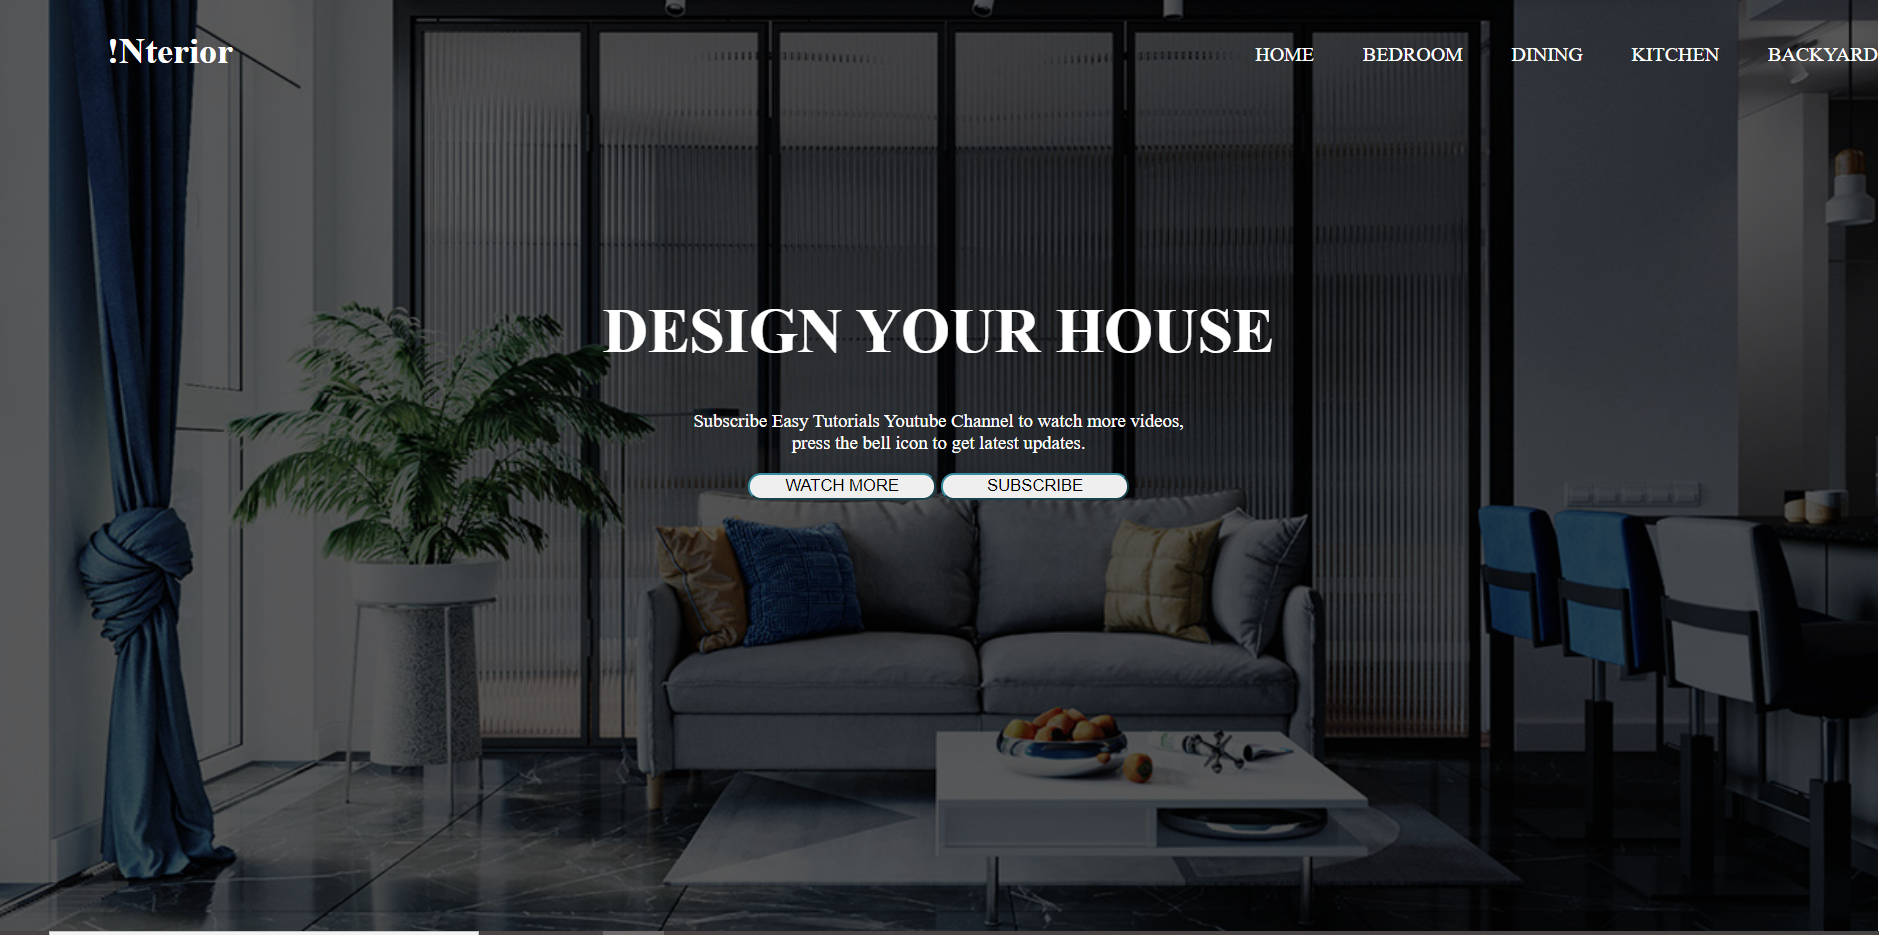 !Nterior
HOME BEDROOM DINING KITCHEN BACKYARD
DESIGN YOUR HOUSE
Subscribe Easy Tutorials Youtube Channel to watch more videos,
press the bell icon to get latest updates.
WATCH MORE SUBSCRIBE